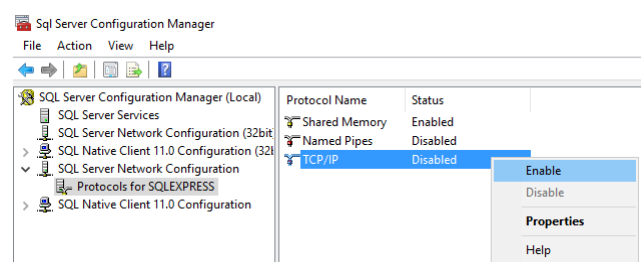 Sql Server Configuration Manager
File Action View Help
SQL Server Configuration Manager (Local)
SQL Server Services
SQL Server Network Configuration (32bit
SQL Native Client 11.0 Configuration (32b
SQL Server Network Configuration
Protocols for SQLEXPRESS
SQL Native Client 11.0 Configuration
Protocol Name Status
Shared Memory Enabled
Named Pipes Disabled
TCP/IP Disabled
Enable
Disable
Properties
Help